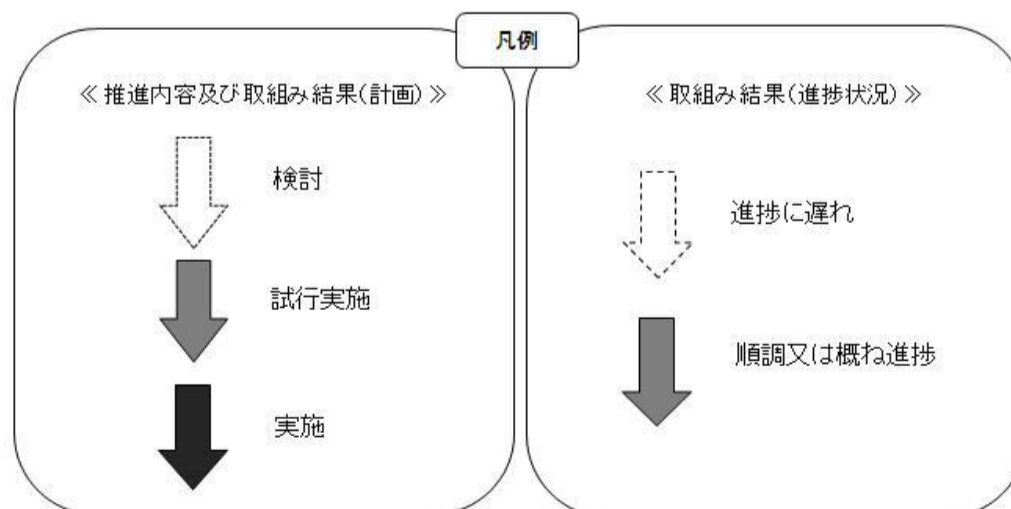 凡例
≪推進内容及び取組み結果(計画)≫
検討
試行実施
実施
≪取組み結果(進捗状況)≫
進捗に遅れ
順調又は概ね進捗